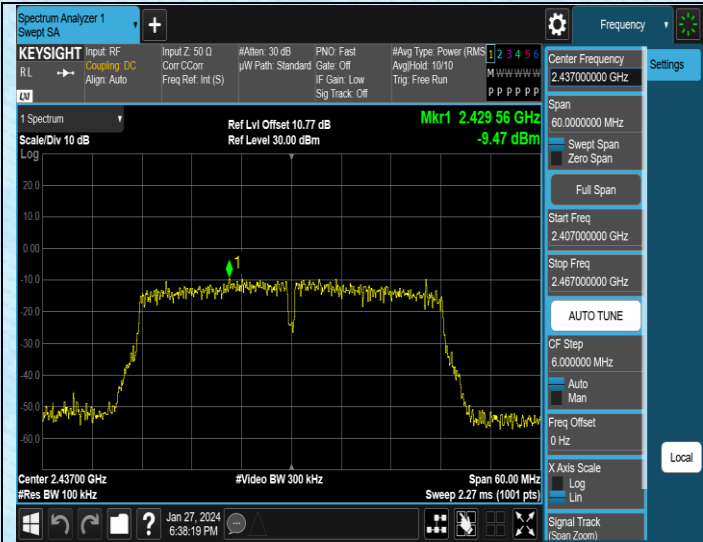 Spectrum Analyzer 1
Swept SA
+
Frequency
KEYSIGHT
RL
LXI
Input: RF
Coupling: DC
Align: Auto
Input Z: 50 Ω
Corr CCorr
Freq Ref: Int (S)
#Atten: 30 dB
µW Path: Standard
PNO: Fast
Gate: Off
IF Gain: Low
Sig Track: Off
#Avg Type: Power (RMS
Avg|Hold: 10/10
Trig: Free Run
1 2 3 4 5 6
M W W W W W
P P P P P P
1 Spectrum
Scale/Div 10 dB
Log
Ref Lvl Offset 10.77 dB
Ref Level 30.00 dBm
Mkr1 2.429 56 GHz
-9.47 dBm
20.0
10.0
0.00
-10.0
-20.0
-30.0
-40.0
-50.0
-60.0
1
Center 2.43700 GHz
#Res BW 100 kHz
#Video BW 300 kHz
Span 60.00 MHz
Sweep 2.27 ms (1001 pts)
Jan 27, 2024
6:38:19 PM
?
Center Frequency
2.437000000 GHz
Settings
Span
60.0000000 MHz
Swept Span
Zero Span
Full Span
Start Freq
2.407000000 GHz
Stop Freq
2.467000000 GHz
AUTO TUNE
CF Step
6.000000 MHz
Auto
Man
Freq Offset
0 Hz
X Axis Scale
Log
Lin
Local
Signal Track
(Span Zoom)